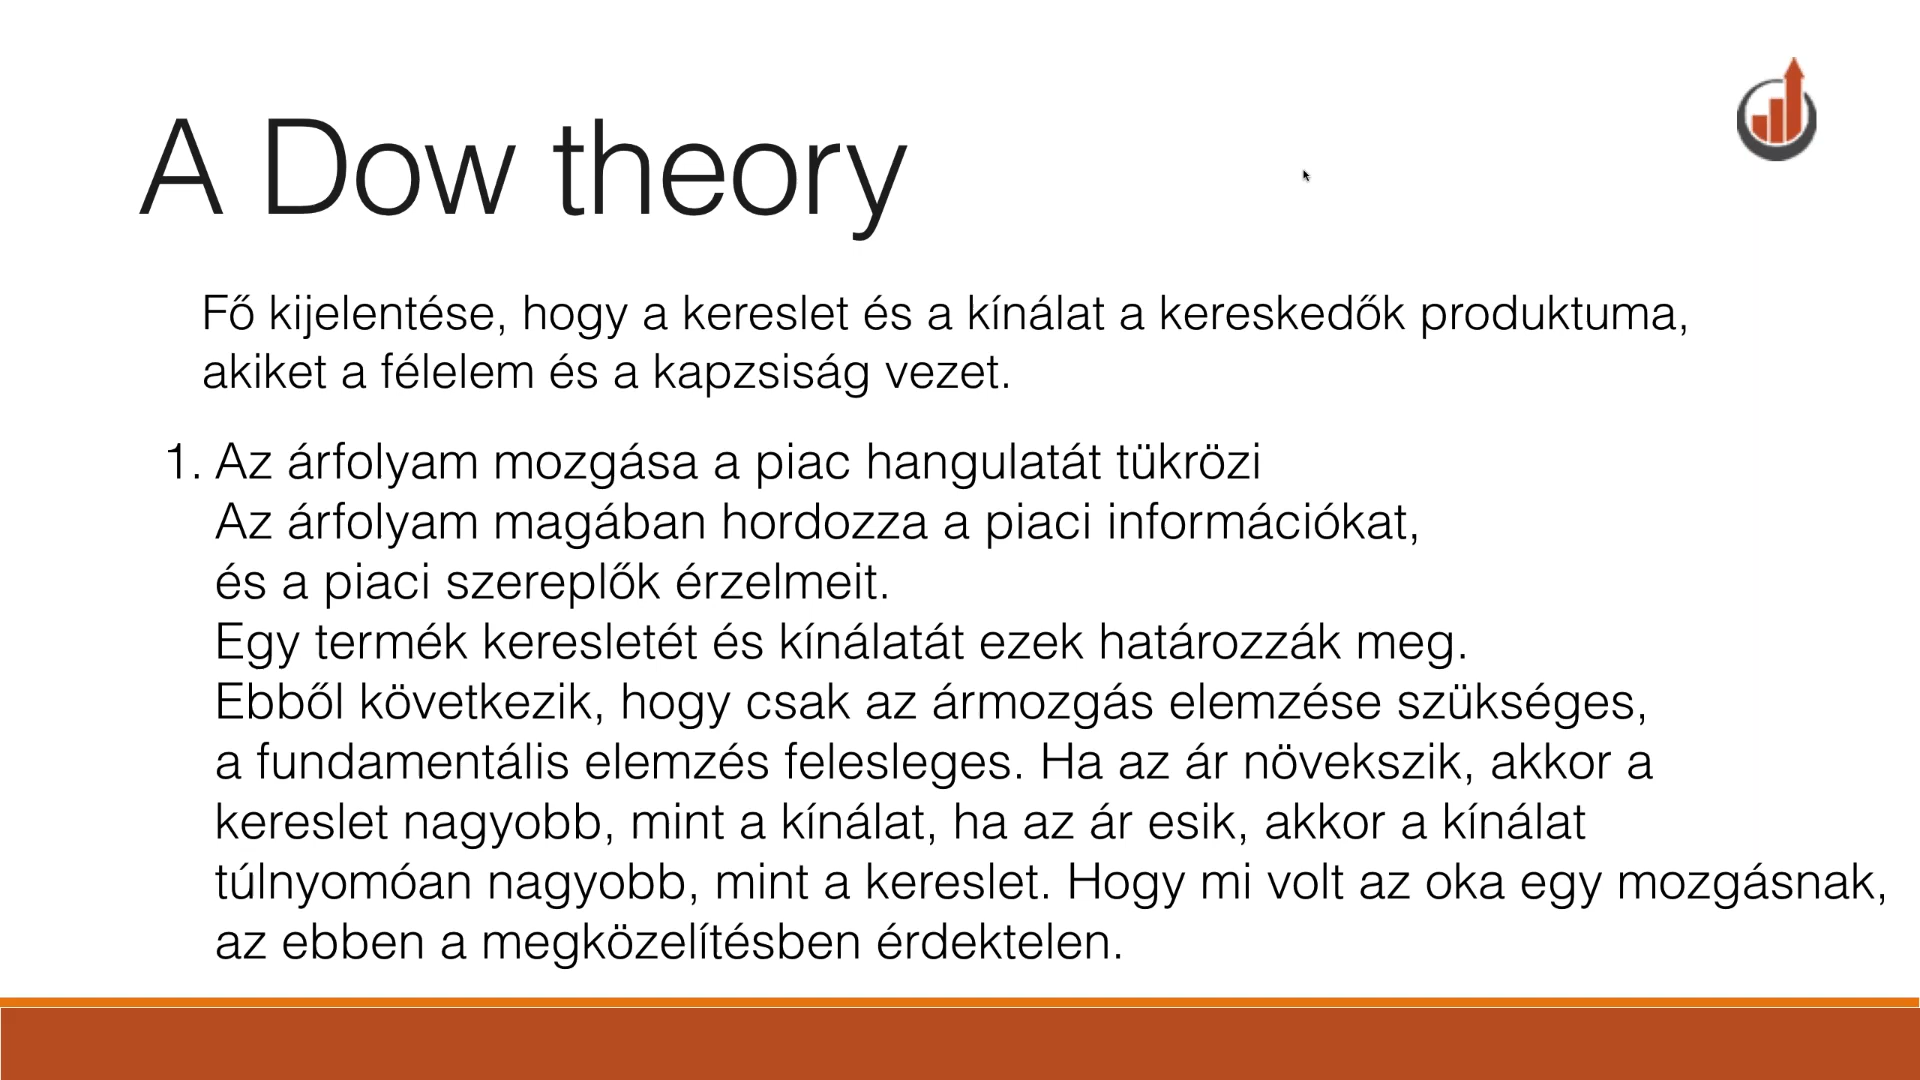 A Dow theory
Fő kijelentése, hogy a kereslet és a kínálat a kereskedők produktuma,
akiket a félelem és a kapzsiság vezet.
1. Az árfolyam mozgása a piac hangulatát tükrözi
Az árfolyam magában hordozza a piaci információkat,
és a piaci szereplők érzelmeit.
Egy termék keresletét és kínálatát ezek határozzák meg.
Ebből következik, hogy csak az ármozgás elemzése szükséges,
a fundamentális elemzés felesleges. Ha az ár növekszik, akkor a
kereslet nagyobb, mint a kínálat, ha az ár esik, akkor a kínálat
túlnyomóan nagyobb, mint a kereslet. Hogy mi volt az oka egy mozgásnak,
az ebben a megközelítésben érdektelen.